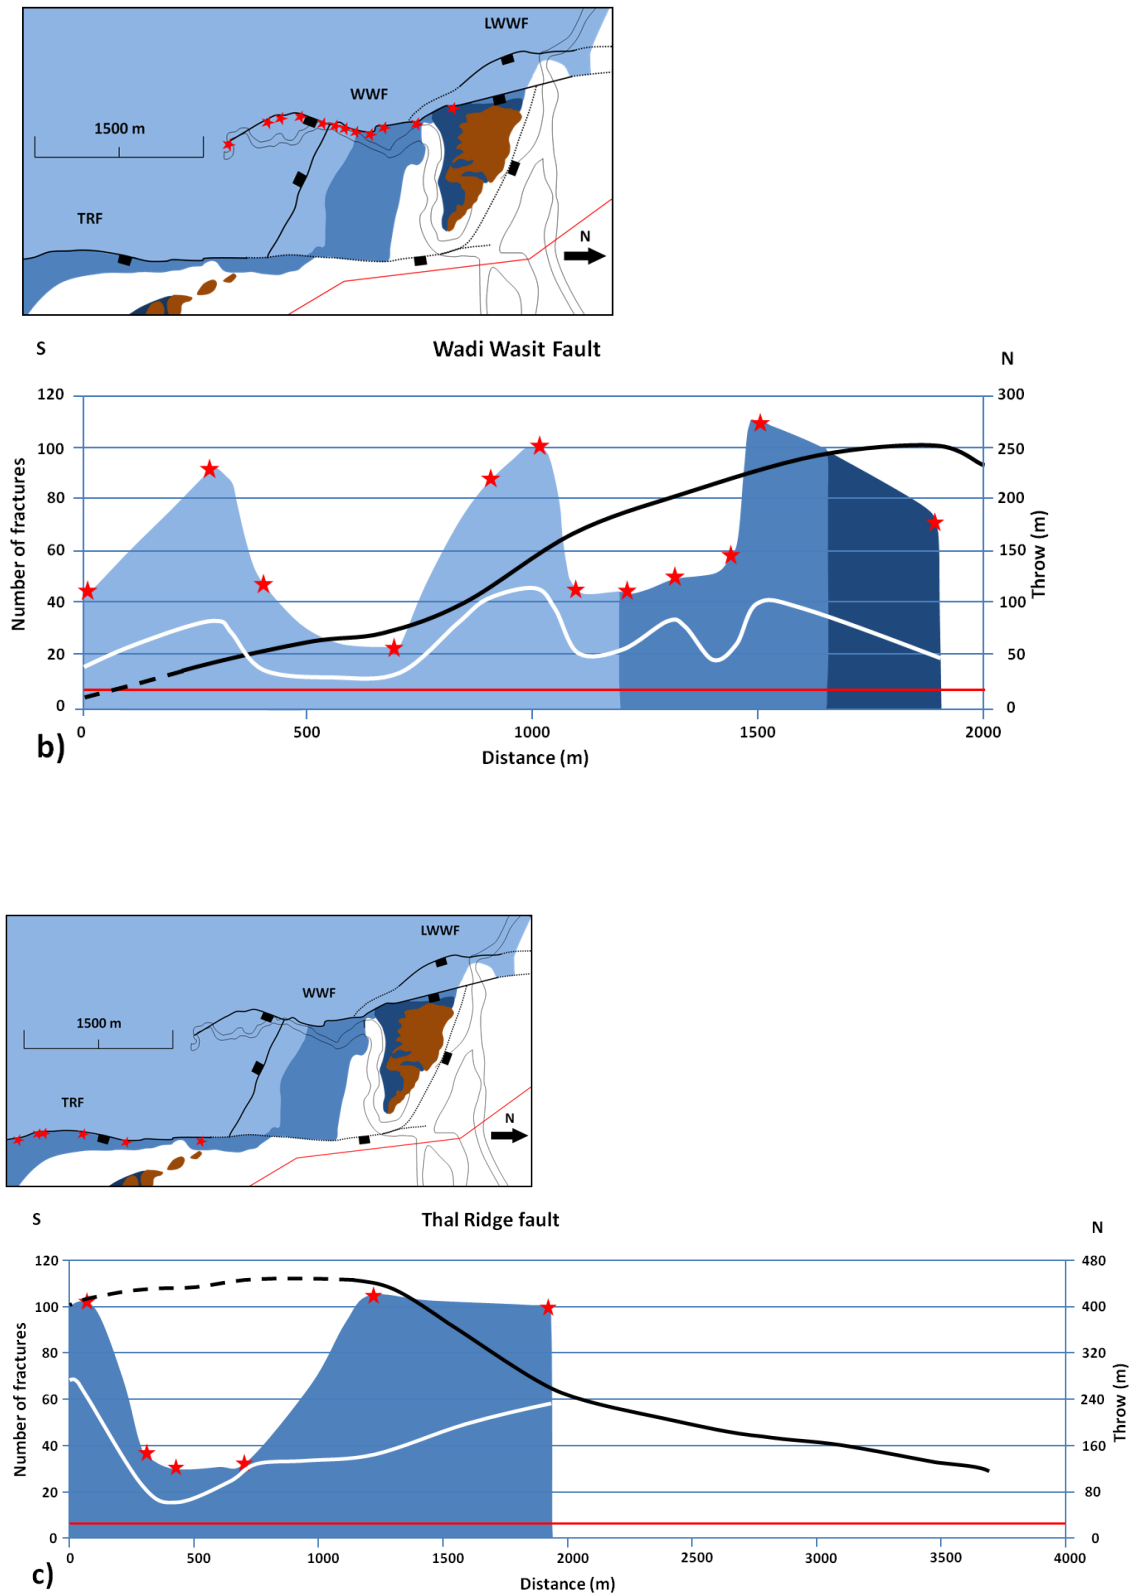 LWWF
WWF
1500 m
TRF
N
S
Wadi Wasit Fault
N
120
300
100
250
80
200
60
150
40
100
20
50
0
0
Number of fractures
Throw (m)
0
500
1000
1500
2000
Distance (m)
b)
LWWF
WWF
1500 m
TRF
N
S
Thal Ridge fault
N
120
480
100
400
80
320
60
240
40
160
20
80
0
0
Number of fractures
Throw (m)
0
500
1000
1500
2000
2500
3000
3500
4000
Distance (m)
c)